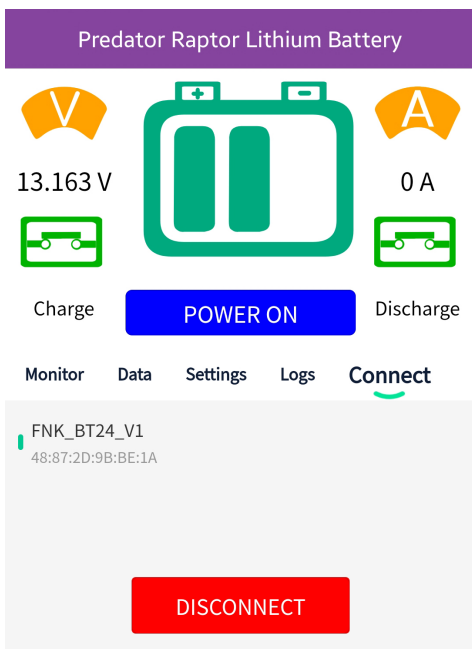 Predator Raptor Lithium Battery
V
A
13.163 V
0 A
Charge
POWER ON
Discharge
Monitor
Data
Settings
Logs
Connect
FNK_BT24_V1
48:87:2D:9B:BE:1A
DISCONNECT